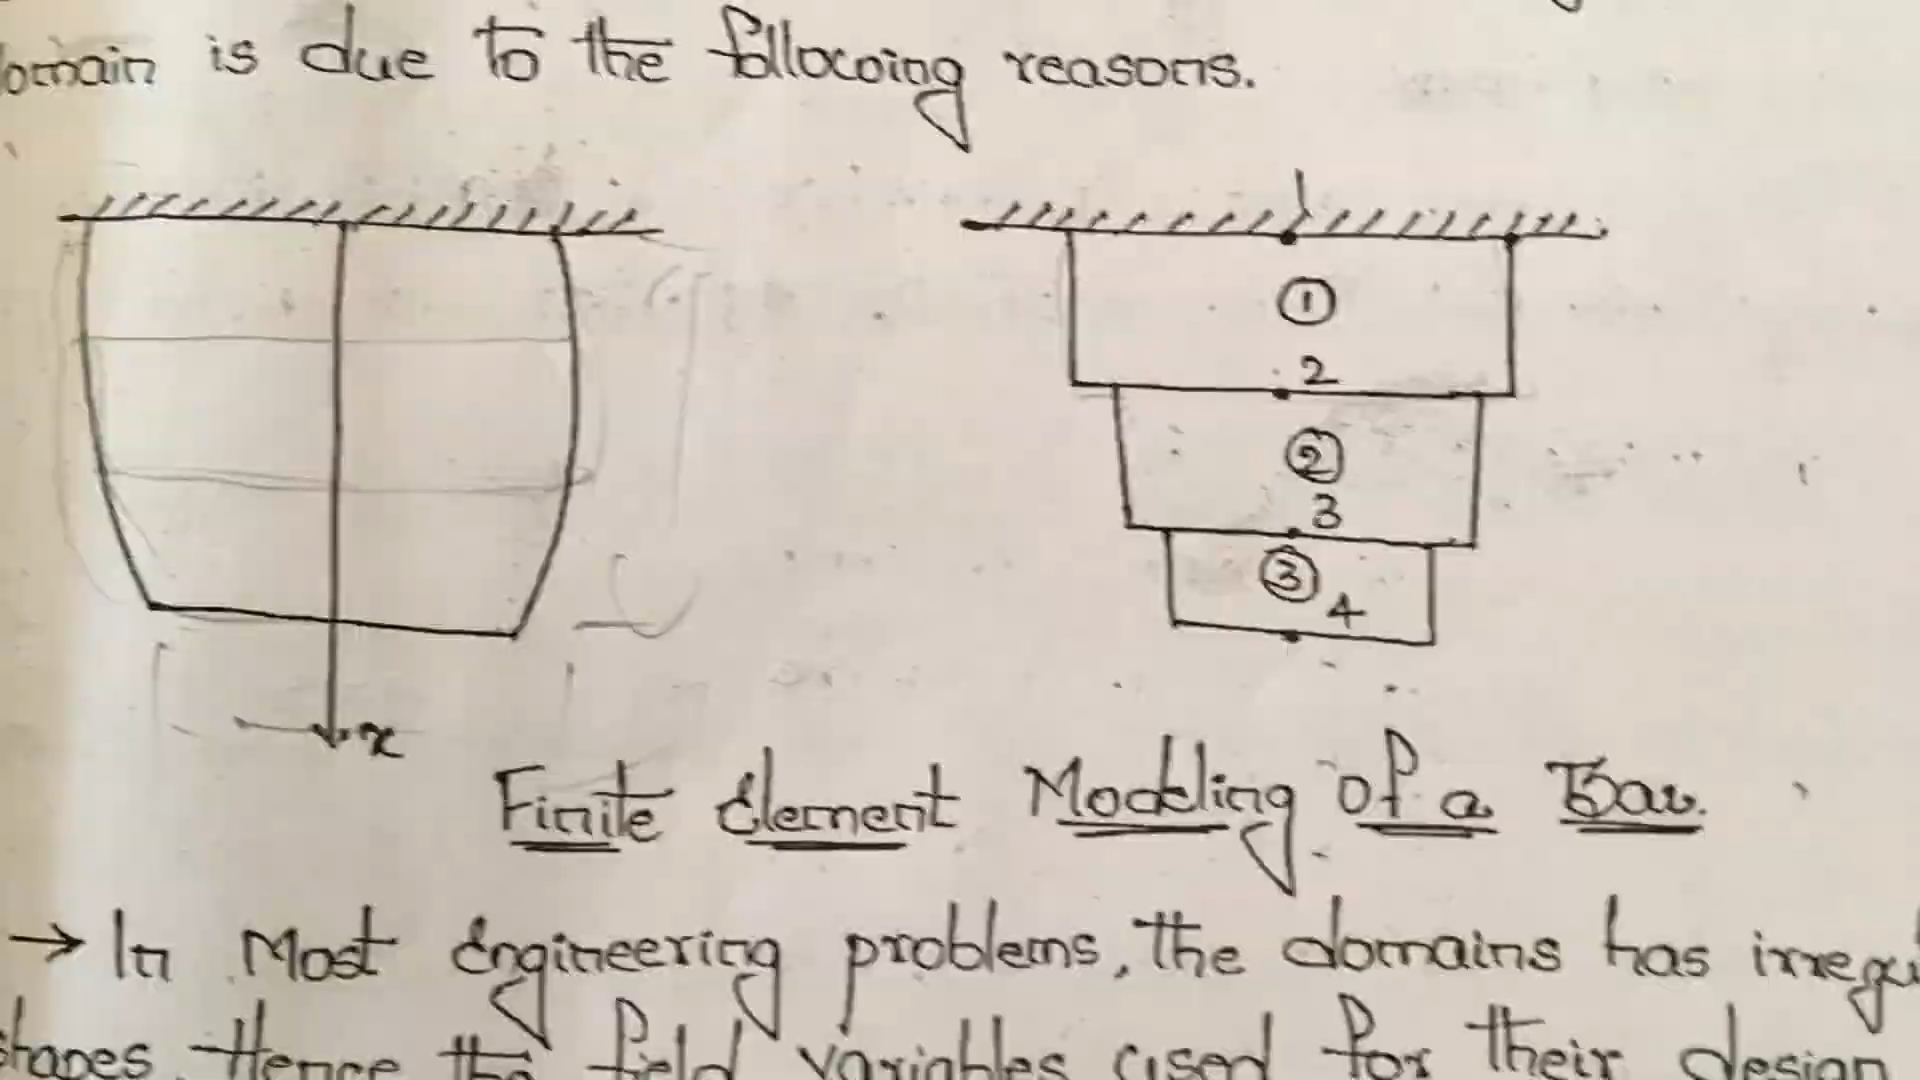 domain is due to the following reasons.
①
2
②
3
③
4
x
Finite Element Modeling of a Bar.
→ In Most Engineering problems, the domains has
shapes. Hence the field variables used for their design